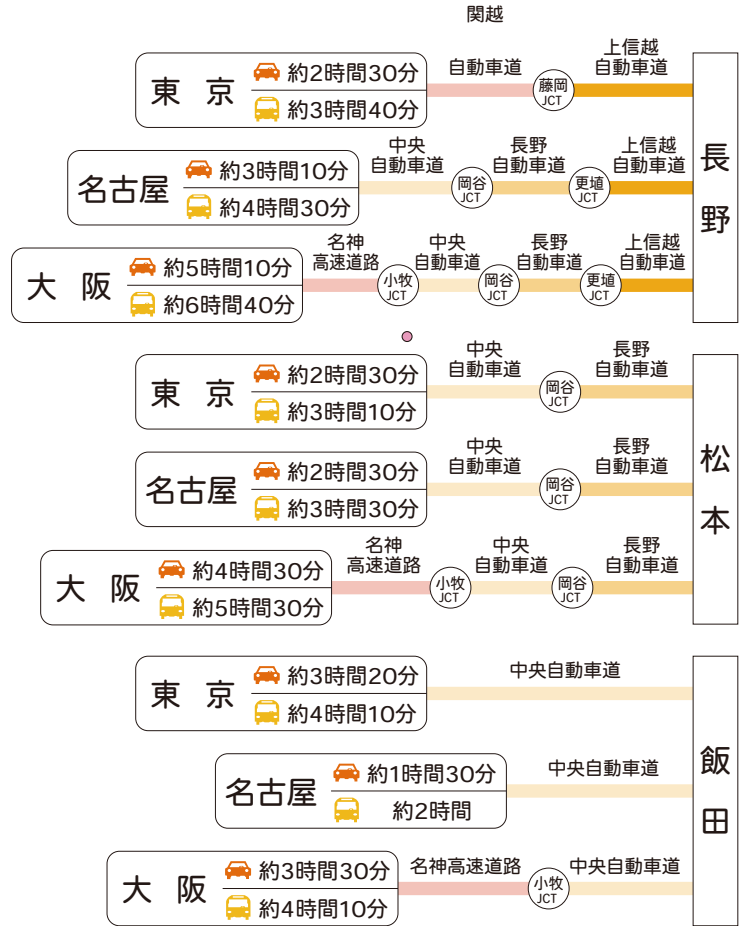 関越
自動車道
上信越
自動車道
東京
約2時間30分
約3時間40分
藤岡
JCT
長野
中央
自動車道
長野
自動車道
上信越
自動車道
名古屋
約3時間10分
約4時間30分
岡谷
JCT
更埴
JCT
名神
高速道路
中央
自動車道
長野
自動車道
上信越
自動車道
大阪
約5時間10分
約6時間40分
小牧
JCT
岡谷
JCT
更埴
JCT
中央
自動車道
長野
自動車道
東京
約2時間30分
約3時間10分
岡谷
JCT
松本
中央
自動車道
長野
自動車道
名古屋
約2時間30分
約3時間30分
岡谷
JCT
名神
高速道路
中央
自動車道
長野
自動車道
大阪
約4時間30分
約5時間30分
小牧
JCT
岡谷
JCT
東京
約3時間20分
約4時間10分
中央自動車道
飯田
名古屋
約1時間30分
約2時間
中央自動車道
大阪
約3時間30分
約4時間10分
名神高速道路
小牧
JCT
中央自動車道